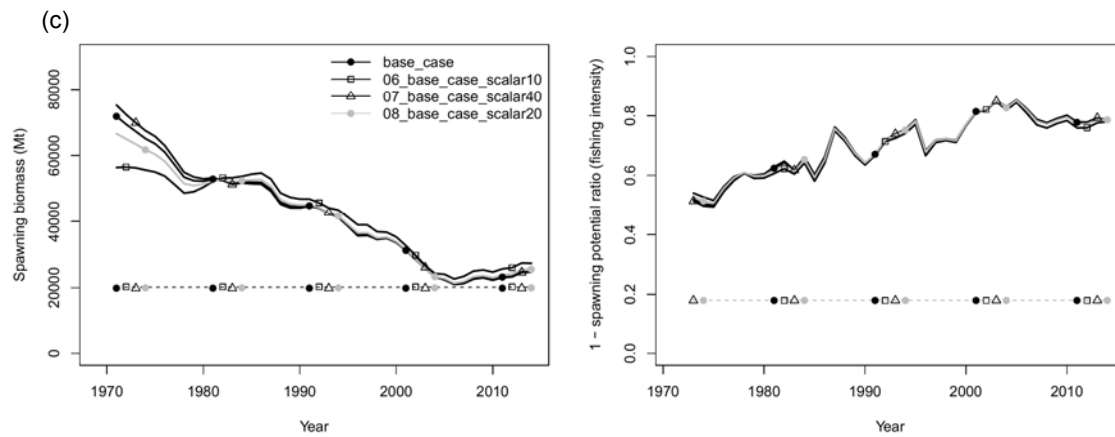 (c)
Spawning biomass (Mt)
80000
60000
40000
20000
0
base_case
06_base_case_scalar10
07_base_case_scalar40
08_base_case_scalar20
1970 1980 1990 2000 2010
Year
1 − spawning potential ratio (fishing intensity)
1.0
0.8
0.6
0.4
0.2
0.0
1970 1980 1990 2000 2010
Year